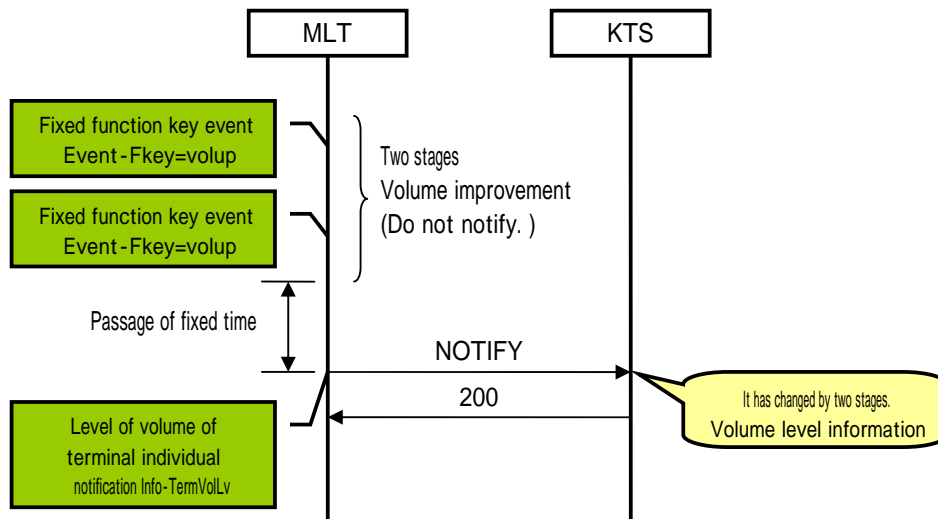 MLT
KTS
Fixed function key event
Event-Fkey=volup
Two stages
Volume improvement
(Do not notify. )
Fixed function key event
Event-Fkey=volup
Passage of fixed time
NOTIFY
200
It has changed by two stages.
Volume level information
Level of volume of
terminal individual
notification Info-TermVolLv